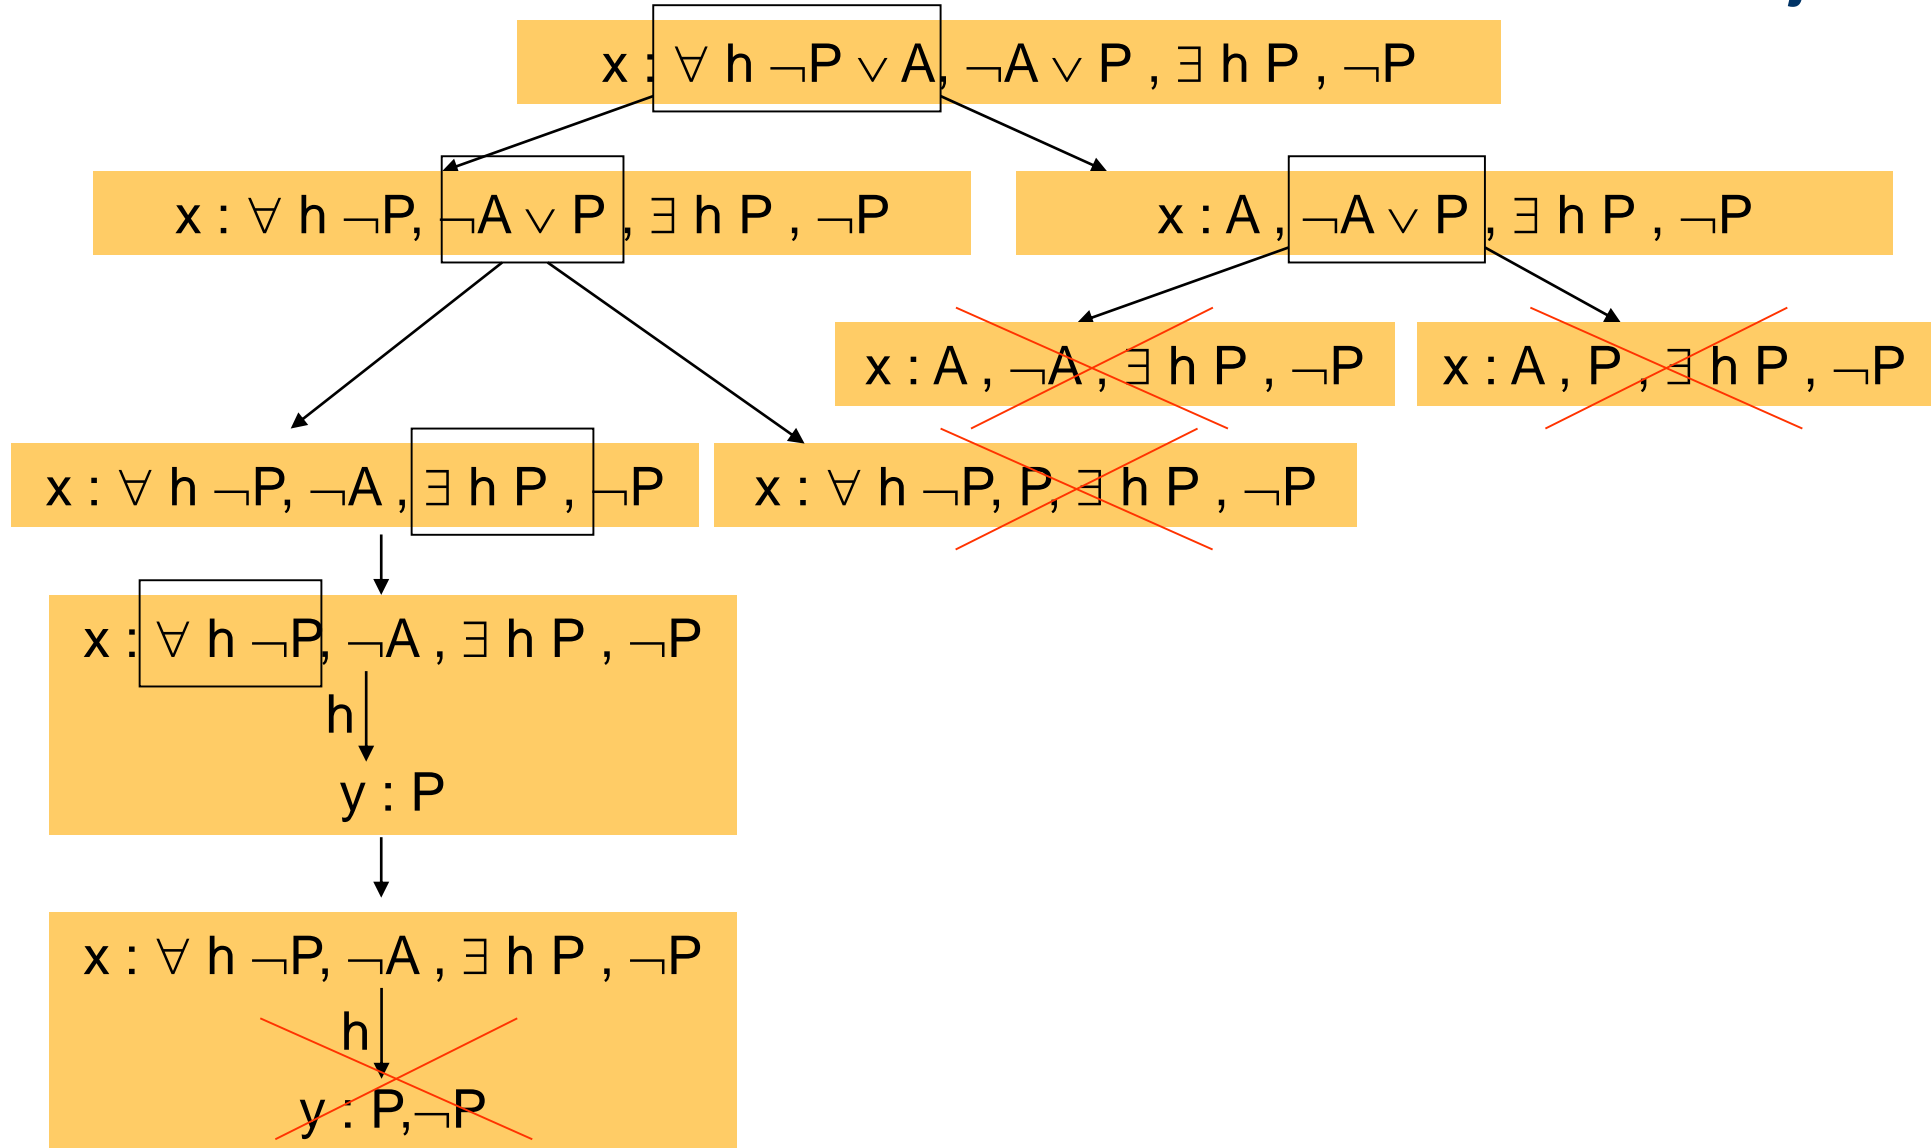 x : ∀ h ¬P ∨ A, ¬A ∨ P , ∃ h P , ¬P
x : ∀ h ¬P, ¬A ∨ P , ∃ h P , ¬P
x : A , ¬A ∨ P , ∃ h P , ¬P
x : A , ¬A , ∃ h P , ¬P
x : A , P , ∃ h P , ¬P
x : ∀ h ¬P, ¬A , ∃ h P , ¬P
x : ∀ h ¬P, P, ∃ h P , ¬P
x : ∀ h ¬P, ¬A , ∃ h P , ¬P
h
y : P
x : ∀ h ¬P, ¬A , ∃ h P , ¬P
h
y : P,¬P